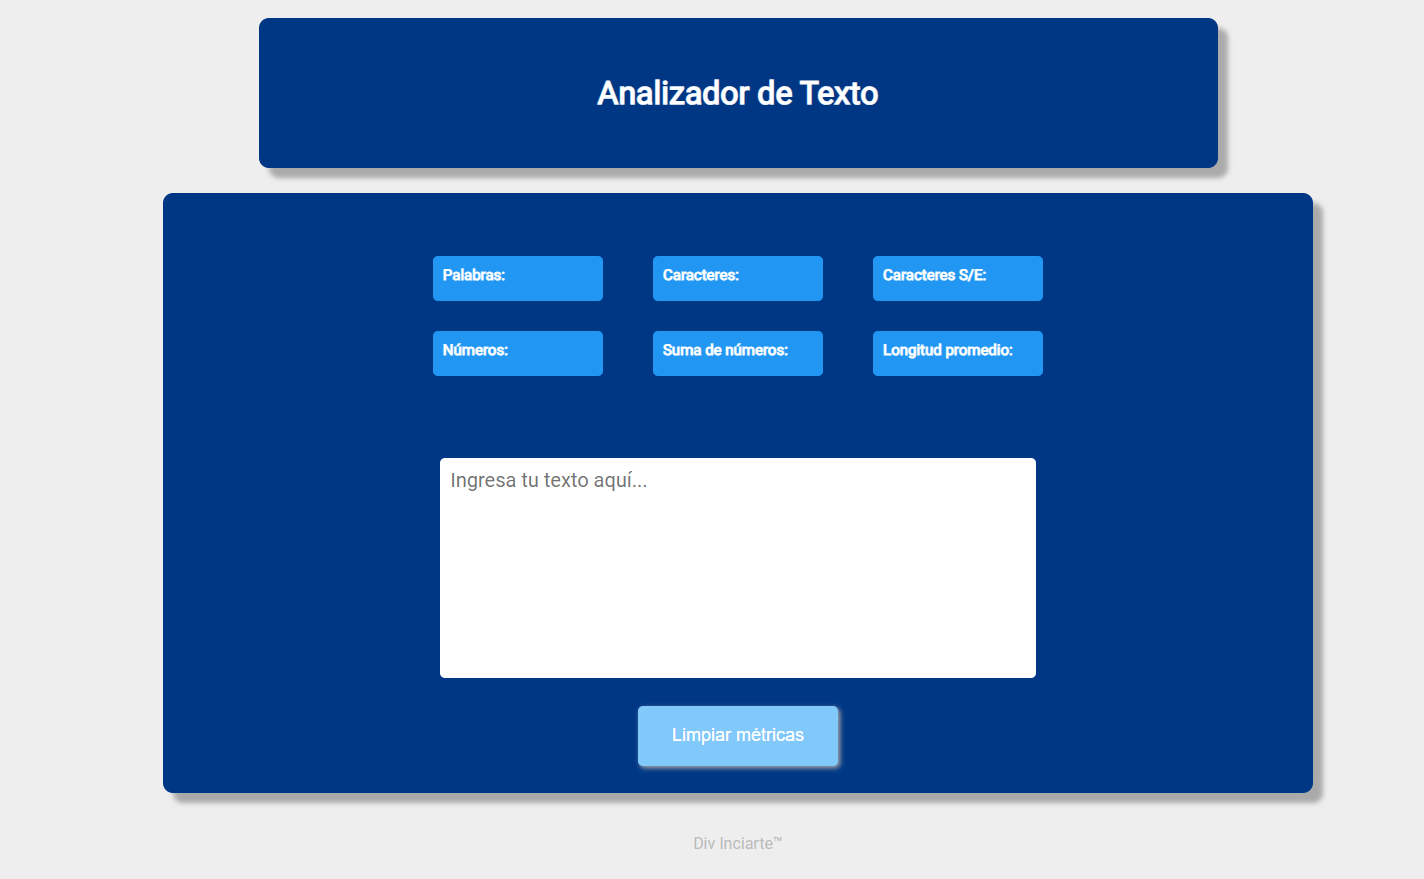 Analizador de Texto
Palabras:
Caracteres:
Caracteres S/E:
Números:
Suma de números:
Longitud promedio:
Ingresa tu texto aquí...
Limpiar métricas
Div Inciarte™